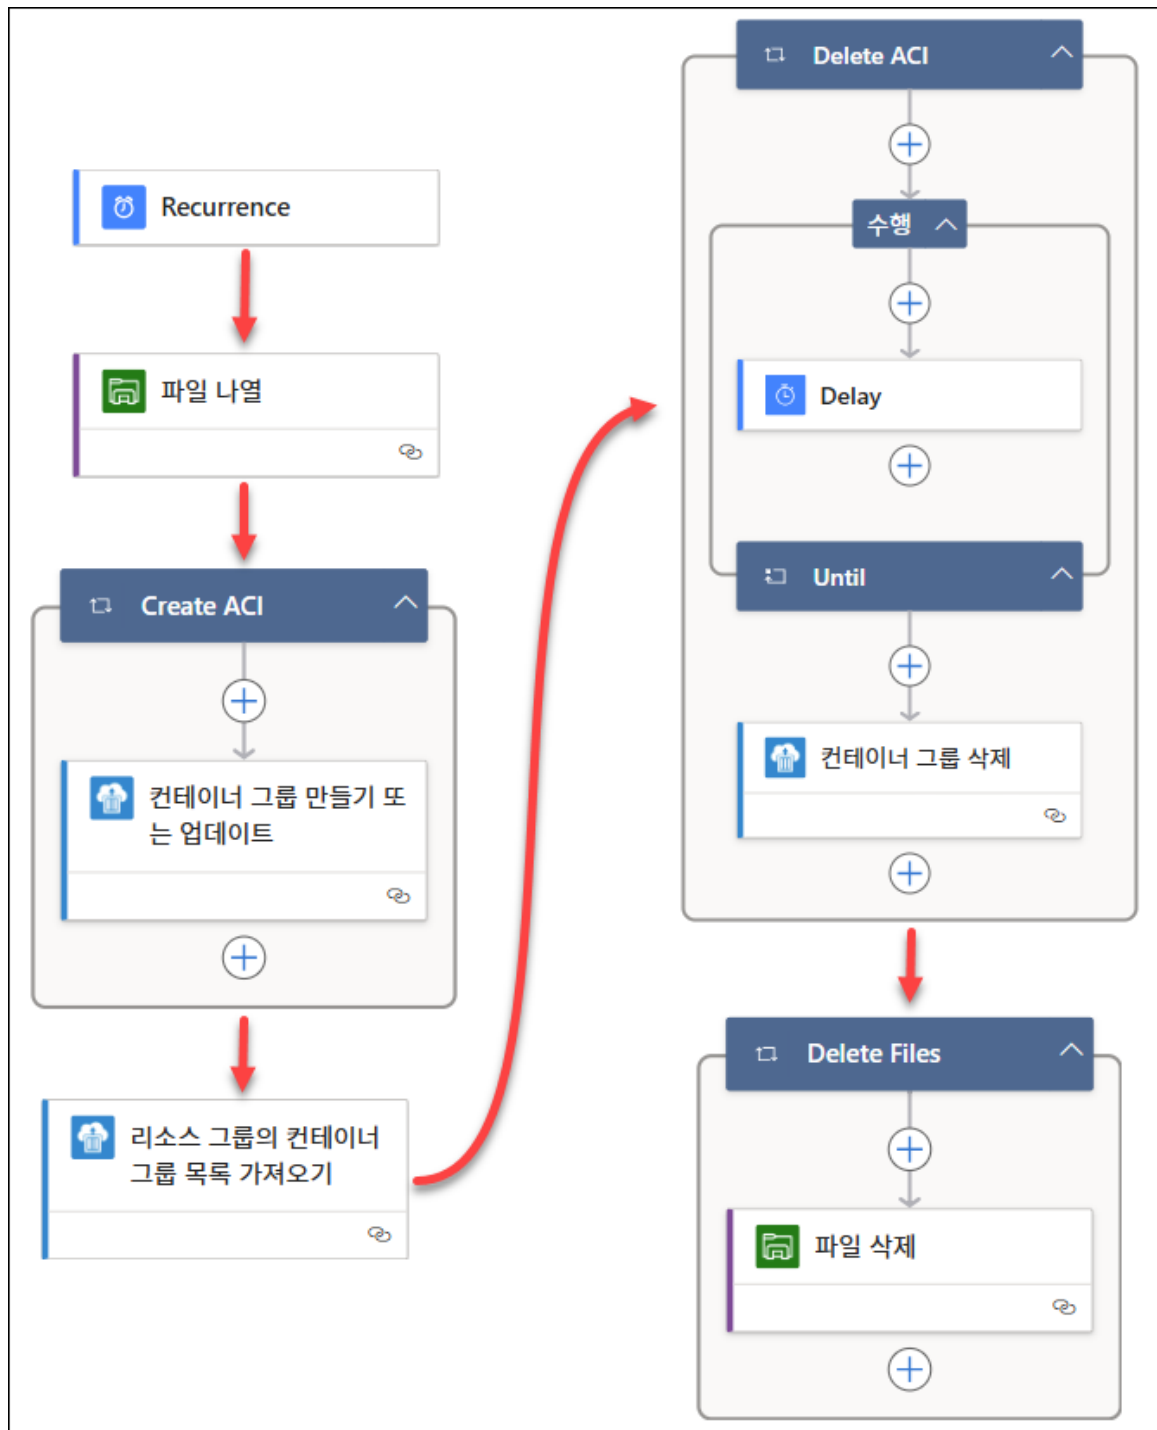 Recurrence
파일 나열
Create ACI
컨테이너 그룹 만들기 또
는 업데이트
리소스 그룹의 컨테이너
그룹 목록 가져오기
Delete ACI
수행
Delay
Until
컨테이너 그룹 삭제
Delete Files
파일 삭제